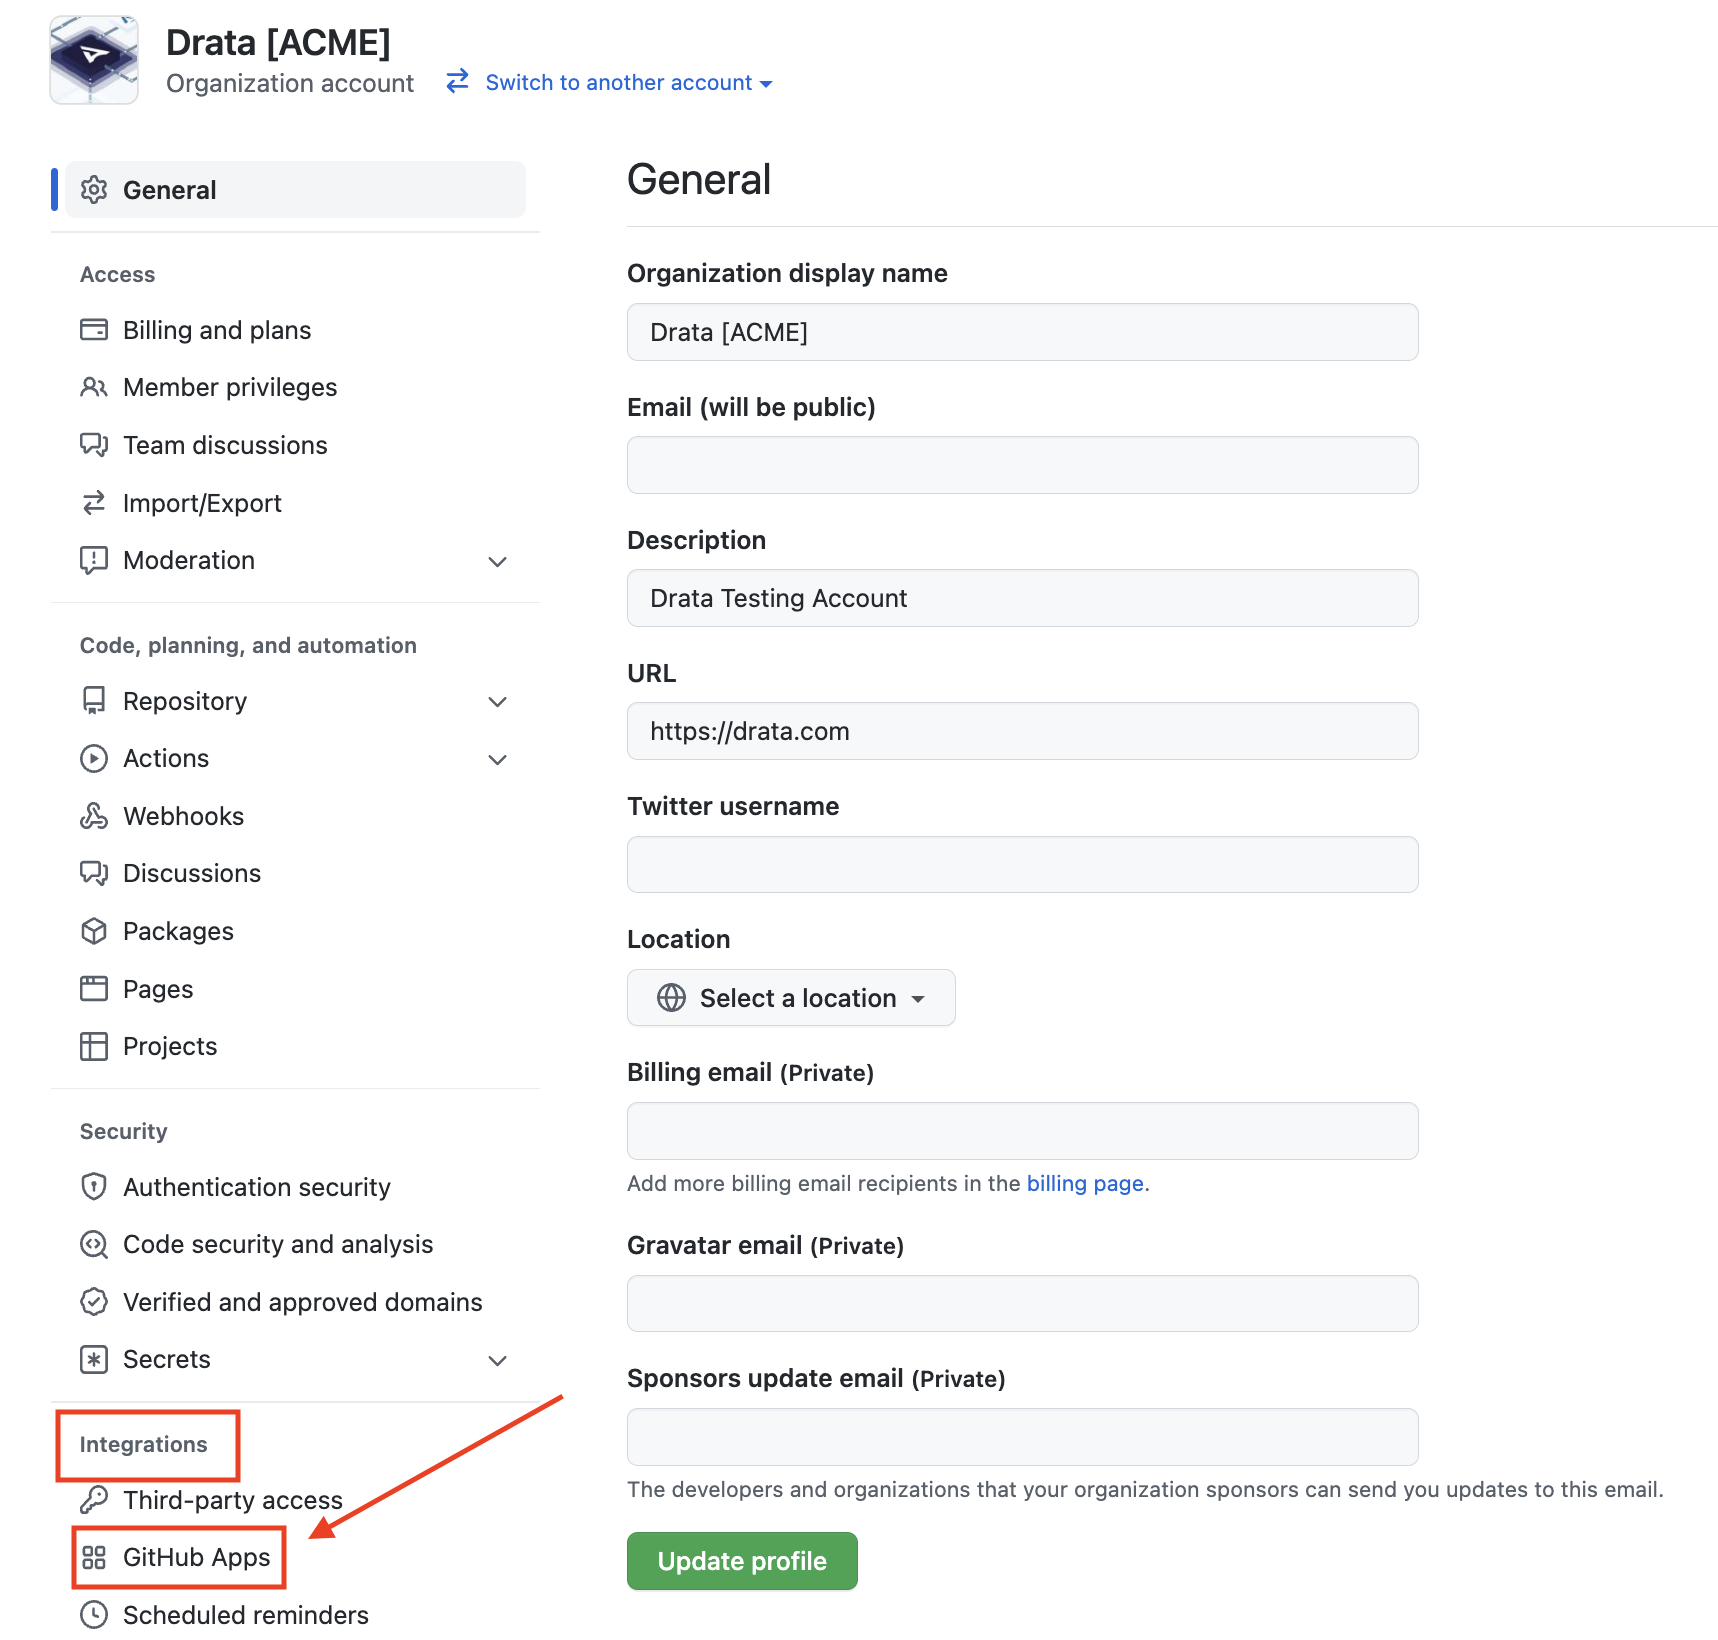 Drata [ACME]
Organization account
Switch to another account
General
Access
Billing and plans
Member privileges
Team discussions
Import/Export
Moderation
Code, planning, and automation
Repository
Actions
Webhooks
Discussions
Packages
Pages
Projects
Security
Authentication security
Code security and analysis
Verified and approved domains
Secrets
Integrations
Third-party access
GitHub Apps
Scheduled reminders
General
Organization display name
Drata [ACME]
Email (will be public)
Description
Drata Testing Account
URL
https://drata.com
Twitter username
Location
Select a location
Billing email (Private)
Add more billing email recipients in the billing page.
Gravatar email (Private)
Sponsors update email (Private)
The developers and organizations that your organization sponsors can send you updates to this email.
Update profile